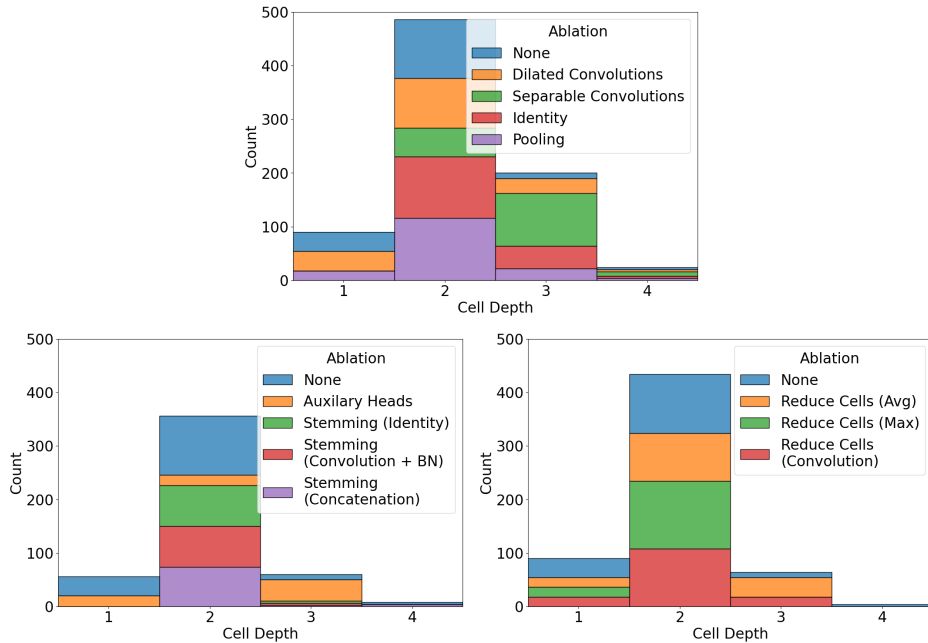 500
400
300
200
100
0
Count
1 2 3 4
Cell Depth
Ablation
None
Dilated Convolutions
Separable Convolutions
Identity
Pooling
500
400
300
200
100
0
Count
1 2 3 4
Cell Depth
Ablation
None
Auxilary Heads
Stemming (Identity)
Stemming
(Convolution + BN)
Stemming
(Concatenation)
500
400
300
200
100
0
Count
1 2 3 4
Cell Depth
Ablation
None
Reduce Cells (Avg)
Reduce Cells (Max)
Reduce Cells
(Convolution)